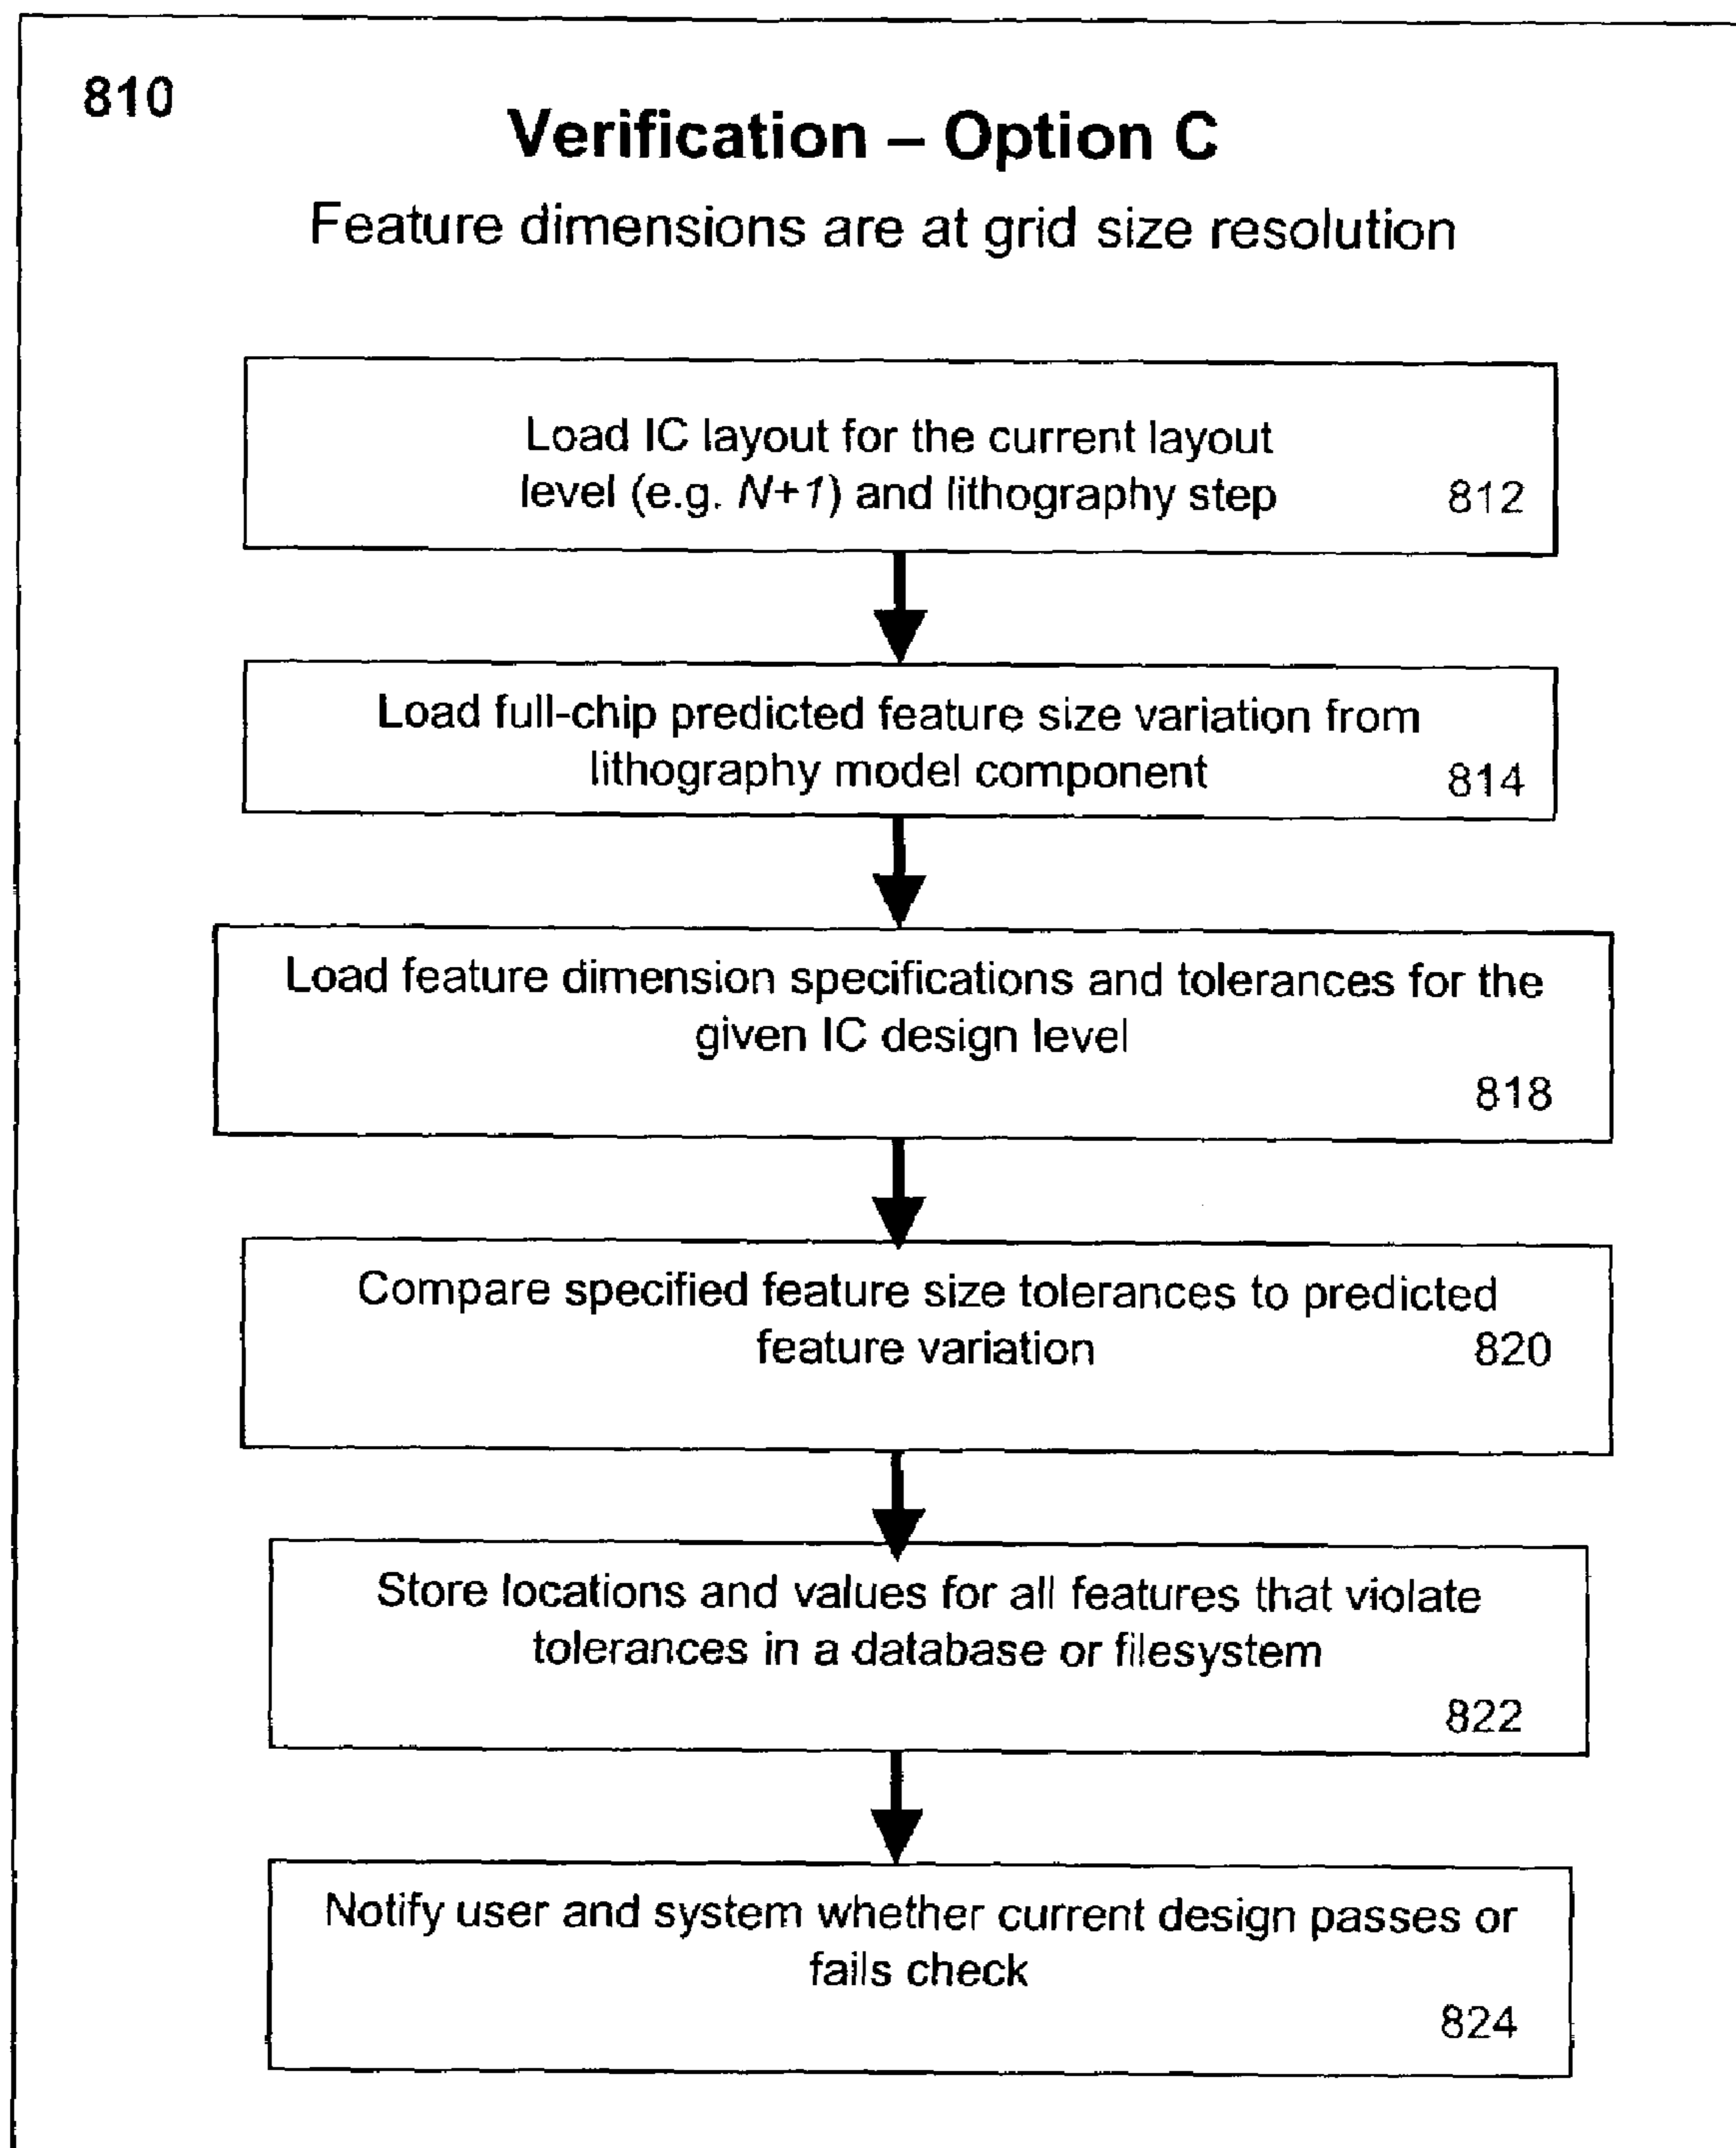 810
Verification – Option C
Feature dimensions are at grid size resolution
Load IC layout for the current layout
level (e.g. N+1) and lithography step
812
Load full-chip predicted feature size variation from
lithography model component
814
Load feature dimension specifications and tolerances for the
given IC design level
818
Compare specified feature size tolerances to predicted
feature variation
820
Store locations and values for all features that violate
tolerances in a database or filesystem
822
Notify user and system whether current design passes or
fails check
824